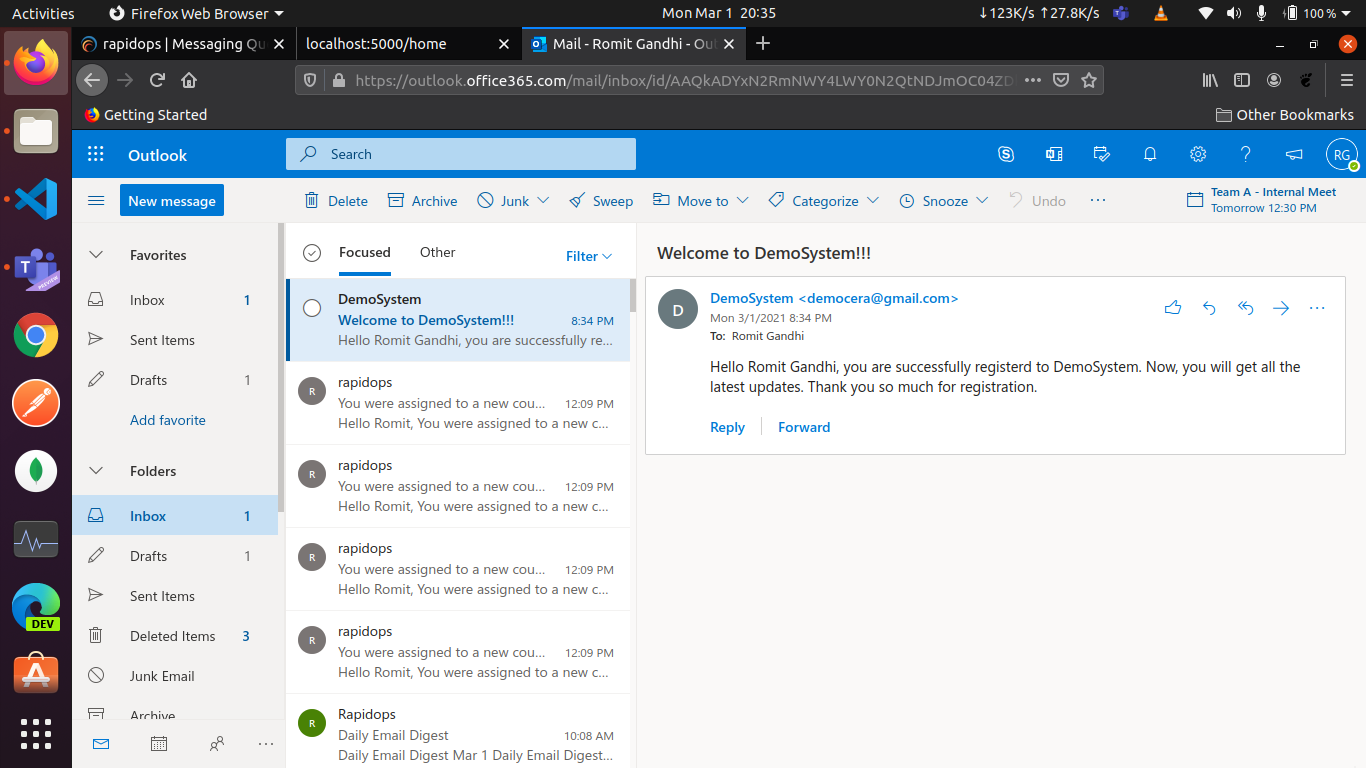 Activities
Firefox Web Browser
Mon Mar 1 20:35
↓123K/s ↑27.8K/s
100 %
rapidops | Messaging Qu
localhost:5000/home
Mail - Romit Gandhi - Out
https://outlook.office365.com/mail/inbox/id/AAQkADYxN2RmNWY4LWY0N2QtNDJmOC04ZD
Getting Started
Other Bookmarks
Outlook
Search
RG
New message
Delete
Archive
Junk
Sweep
Move to
Categorize
Snooze
Undo
Team A - Internal Meet
Tomorrow 12:30 PM
Favorites
Inbox 1
Sent Items
Drafts 1
Add favorite
Folders
Inbox 1
Drafts 1
Sent Items
Deleted Items 3
Junk Email
Archive
Focused
Other
Filter
DemoSystem
Welcome to DemoSystem!!! 8:34 PM
Hello Romit Gandhi, you are successfully re...
R
rapidops
You were assigned to a new cou... 12:09 PM
Hello Romit, You were assigned to a new c...
R
rapidops
You were assigned to a new cou... 12:09 PM
Hello Romit, You were assigned to a new c...
R
rapidops
You were assigned to a new cou... 12:09 PM
Hello Romit, You were assigned to a new c...
R
rapidops
You were assigned to a new cou... 12:09 PM
Hello Romit, You were assigned to a new c...
R
Rapidops
Daily Email Digest 10:08 AM
Daily Email Digest Mar 1 Daily Email Digest...
Welcome to DemoSystem!!!
D
DemoSystem <democera@gmail.com>
Mon 3/1/2021 8:34 PM
To: Romit Gandhi
Hello Romit Gandhi, you are successfully registerd to DemoSystem. Now, you will get all the
latest updates. Thank you so much for registration.
Reply
Forward
T
PREVIEW
DEV